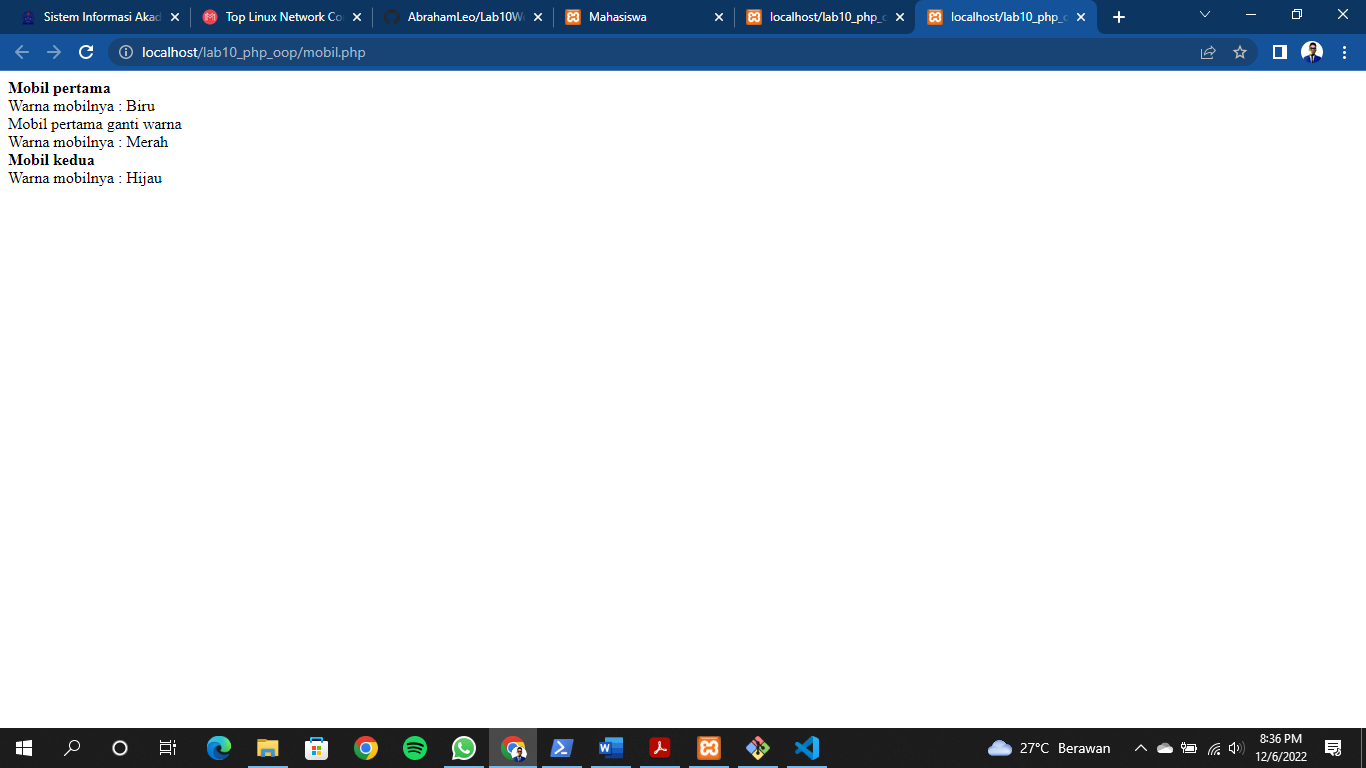 Sistem Informasi Akad
Top Linux Network Co
AbrahamLeo/Lab10W
Mahasiswa
localhost/lab10_php_o
localhost/lab10_php_o
localhost/lab10_php_oop/mobil.php
Mobil pertama
Warna mobilnya : Biru
Mobil pertama ganti warna
Warna mobilnya : Merah
Mobil kedua
Warna mobilnya : Hijau
27°C Berawan
8:36 PM
12/6/2022